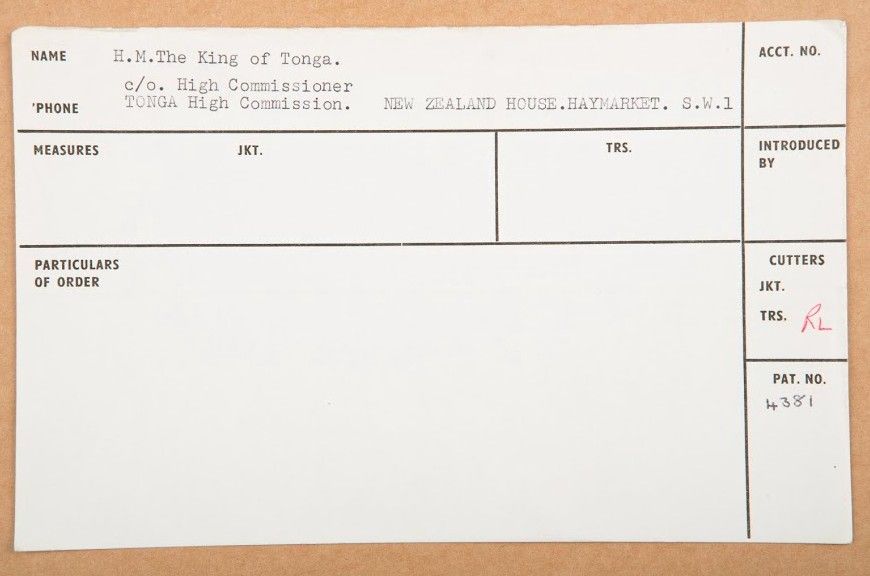 NAME H.M.The King of Tonga.
c/o. High Commissioner
'PHONE TONGA High Commission. NEW ZEALAND HOUSE.HAYMARKET. S.W.1
ACCT. NO.
MEASURES JKT. TRS.
INTRODUCED
BY
PARTICULARS
OF ORDER
CUTTERS
JKT.
TRS. RL
PAT. NO.
4381